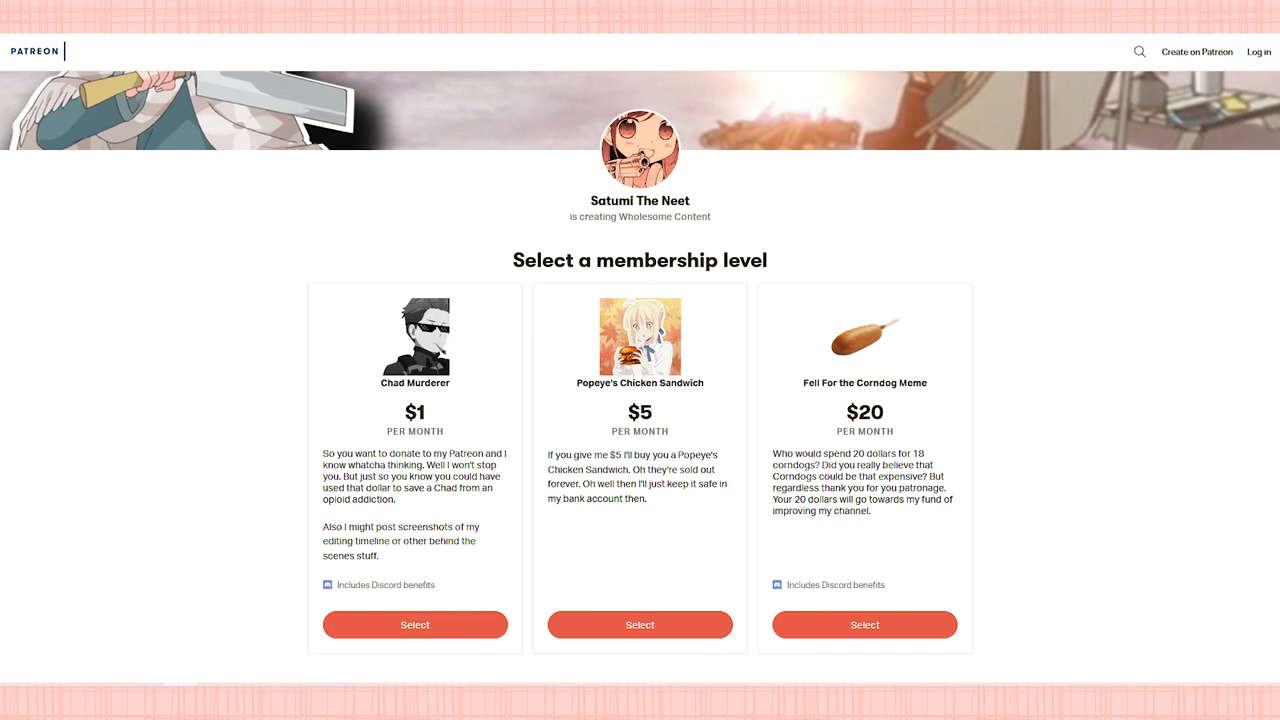 PATREON
Create on Patreon
Log in
Satumi The Neet
is creating Wholesome Content
Select a membership level
Chad Murderer
$1
PER MONTH
So you want to donate to my Patreon and I
know whatcha thinking. Well I won't stop
you. But just so you know you could have
used that dollar to save a Chad from an
opioid addiction.
Also I might post screenshots of my
editing timeline or other behind the
scenes stuff.
Includes Discord benefits
Select
Popeye's Chicken Sandwich
$5
PER MONTH
If you give me $5 I'll buy you a Popeye's
Chicken Sandwich. Oh they're sold out
forever. Oh well then I'll just keep it safe in
my bank account then.
Select
Fell For the Corndog Meme
$20
PER MONTH
Who would spend 20 dollars for 18
corndogs? Did you really believe that
Corndogs could be that expensive? But
regardless thank you for you patronage.
Your 20 dollars will go towards my fund of
improving my channel.
Includes Discord benefits
Select